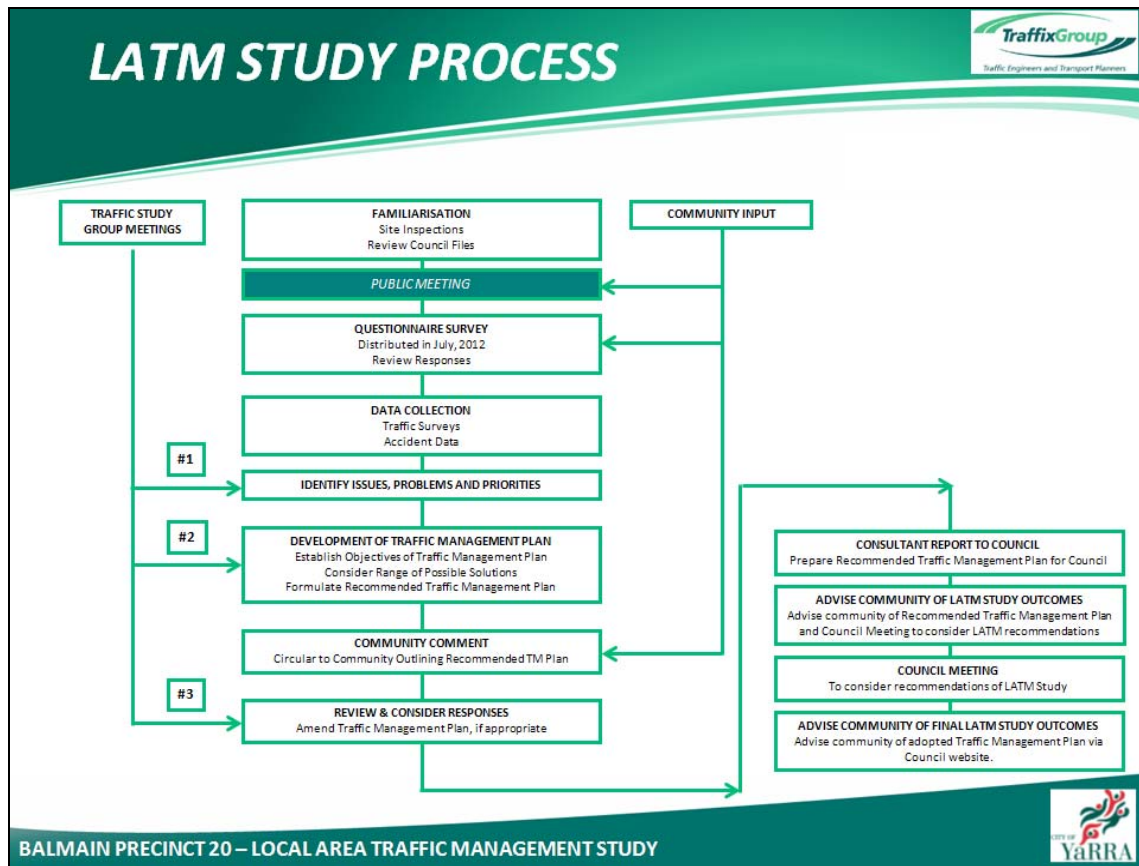 LATM STUDY PROCESS
TraffixGroup
Traffic Engineers and Transport Planners
TRAFFIC STUDY
GROUP MEETINGS
FAMILIARISATION
Site Inspections
Review Council Files
COMMUNITY INPUT
PUBLIC MEETING
QUESTIONNAIRE SURVEY
Distributed in July, 2012
Review Responses
DATA COLLECTION
Traffic Surveys
Accident Data
#1
IDENTIFY ISSUES, PROBLEMS AND PRIORITIES
#2
DEVELOPMENT OF TRAFFIC MANAGEMENT PLAN
Establish Objectives of Traffic Management Plan
Consider Range of Possible Solutions
Formulate Recommended Traffic Management Plan
COMMUNITY COMMENT
Circular to Community Outlining Recommended TM Plan
#3
REVIEW & CONSIDER RESPONSES
Amend Traffic Management Plan, if appropriate
CONSULTANT REPORT TO COUNCIL
Prepare Recommended Traffic Management Plan for Council
ADVISE COMMUNITY OF LATM STUDY OUTCOMES
Advise community of Recommended Traffic Management Plan
and Council Meeting to consider LATM recommendations
COUNCIL MEETING
To consider recommendations of LATM Study
ADVISE COMMUNITY OF FINAL LATM STUDY OUTCOMES
Advise community of adopted Traffic Management Plan via
Council website.
BALMAIN PRECINCT 20 – LOCAL AREA TRAFFIC MANAGEMENT STUDY
CITY OF
YaRRA